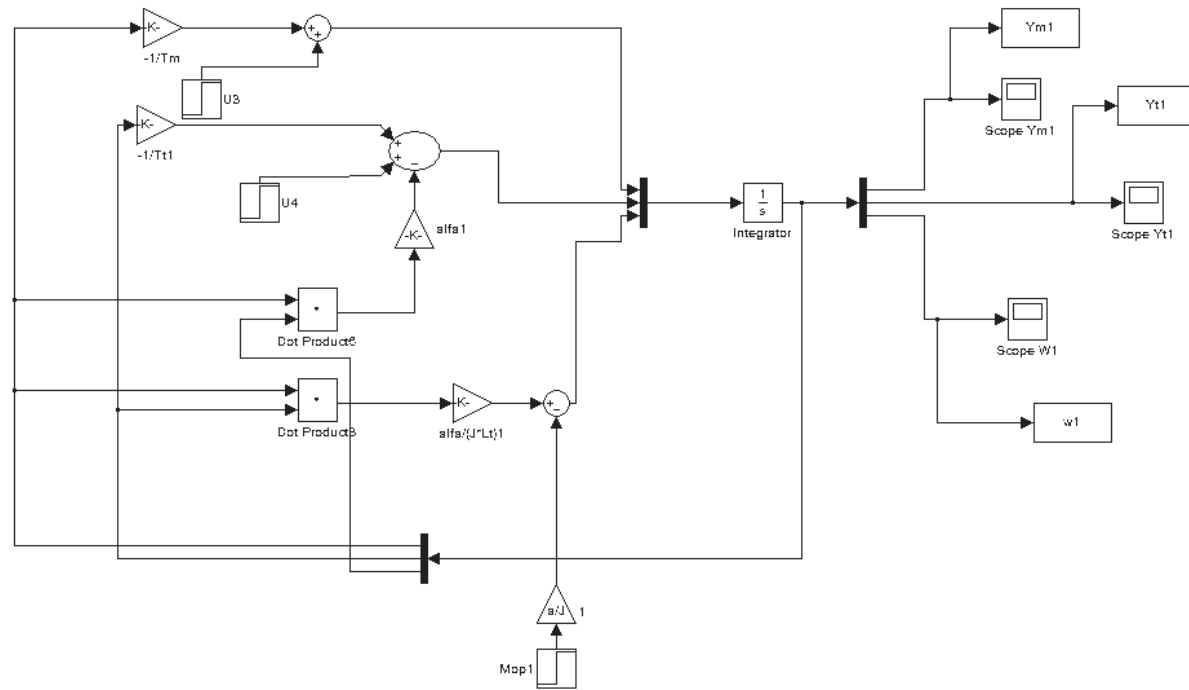 Ym1
-K-
+
+
-1/Tm
U3
Scope Ym1
Yt1
-K-
+
+
−
-1/Tt1
U4
-K-
alfa1
1
s
Integrator
Scope Yt1
Dot Product6
Scope W1
-K-
+
−
Dot Product8
alfa/(J*Lt)1
w1
a/J
1
Mop1